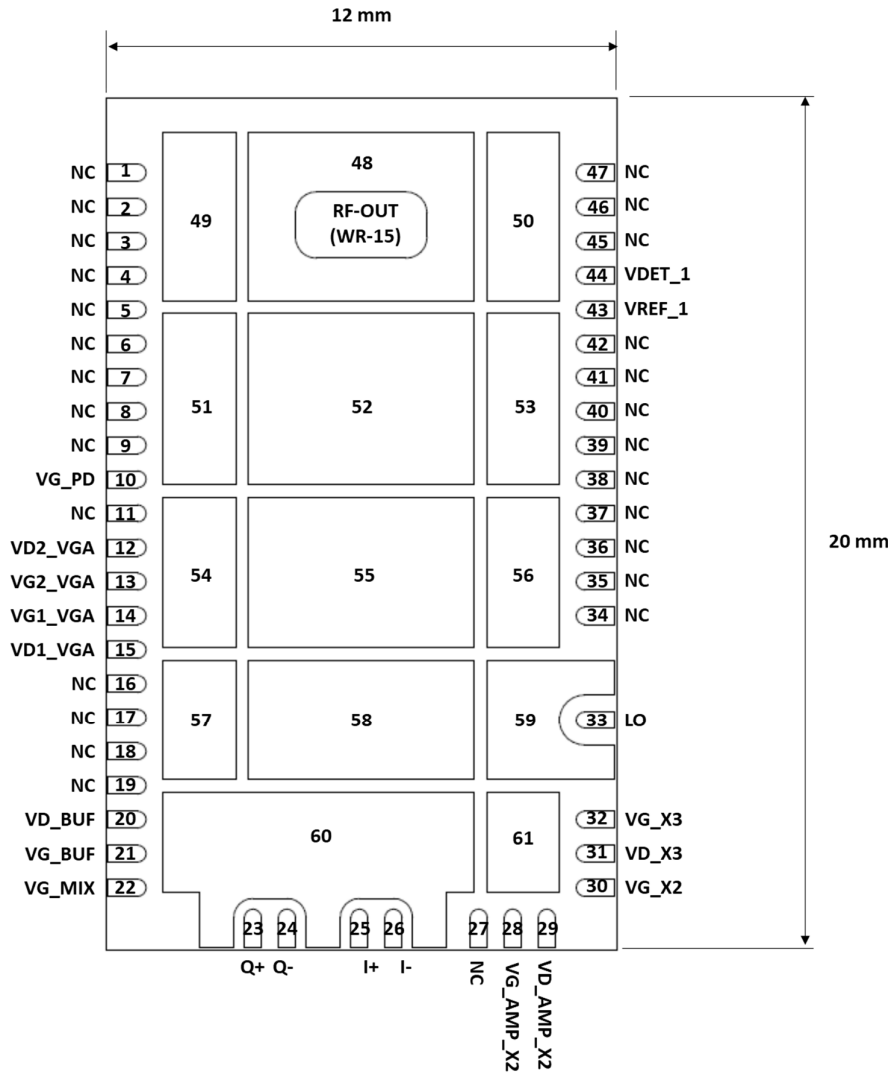 12 mm
20 mm
NC 1
NC 2
NC 3
NC 4
NC 5
NC 6
NC 7
NC 8
NC 9
VG_PD 10
NC 11
VD2_VGA 12
VG2_VGA 13
VG1_VGA 14
VD1_VGA 15
NC 16
NC 17
NC 18
NC 19
VD_BUF 20
VG_BUF 21
VG_MIX 22
49
48
RF-OUT
(WR-15)
50
51
52
53
54
55
56
57
58
59
60
61
47 NC
46 NC
45 NC
44 VDET_1
43 VREF_1
42 NC
41 NC
40 NC
39 NC
38 NC
37 NC
36 NC
35 NC
34 NC
33 LO
32 VG_X3
31 VD_X3
30 VG_X2
23 24 25 26 27 28 29
Q+ Q- I+ I-
NC
VG_AMP_X2
VD_AMP_X2